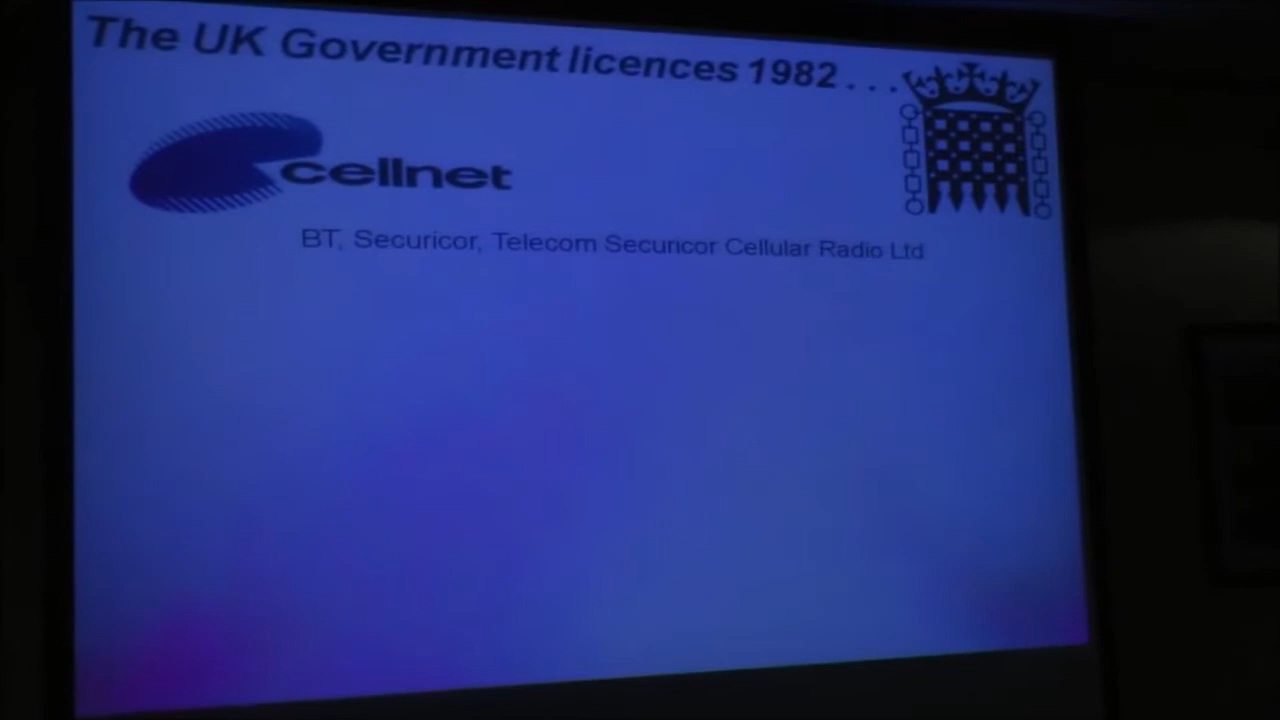 The UK Government licences 1982 . . .
cellnet
BT, Securicor, Telecom Securicor Cellular Radio Ltd